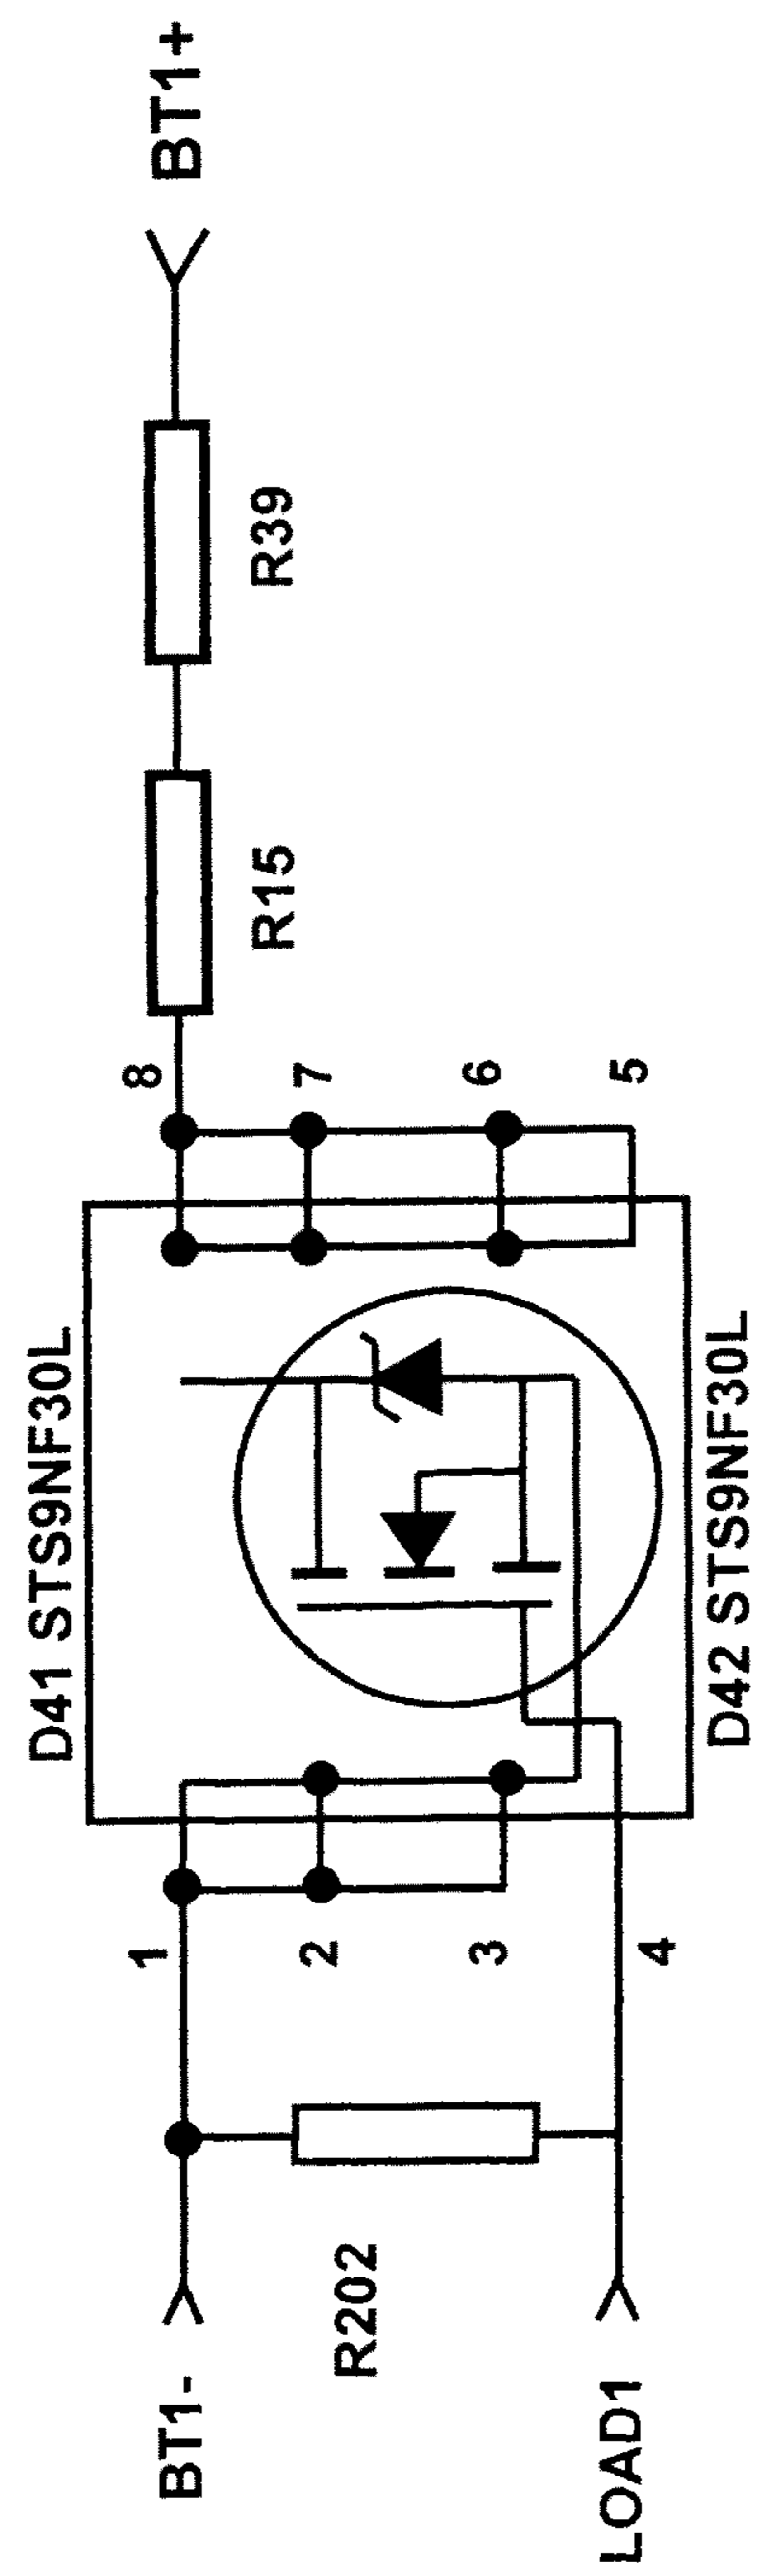 D41 STS9NF30L
BT1-
1
8
R15
R39
BT1+
2
7
R202
3
6
LOAD1
4
5
D42 STS9NF30L